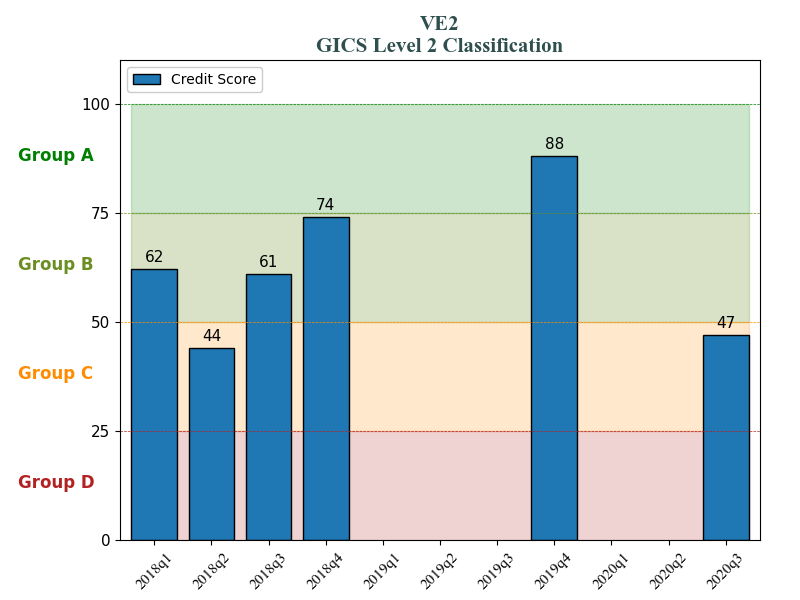 VE2
GICS Level 2 Classification
Credit Score
100
Group A
88
75
74
Group B
62
61
50
47
44
Group C
25
Group D
0
2018q1 2018q2 2018q3 2018q4 2019q1 2019q2 2019q3 2019q4 2020q1 2020q2 2020q3